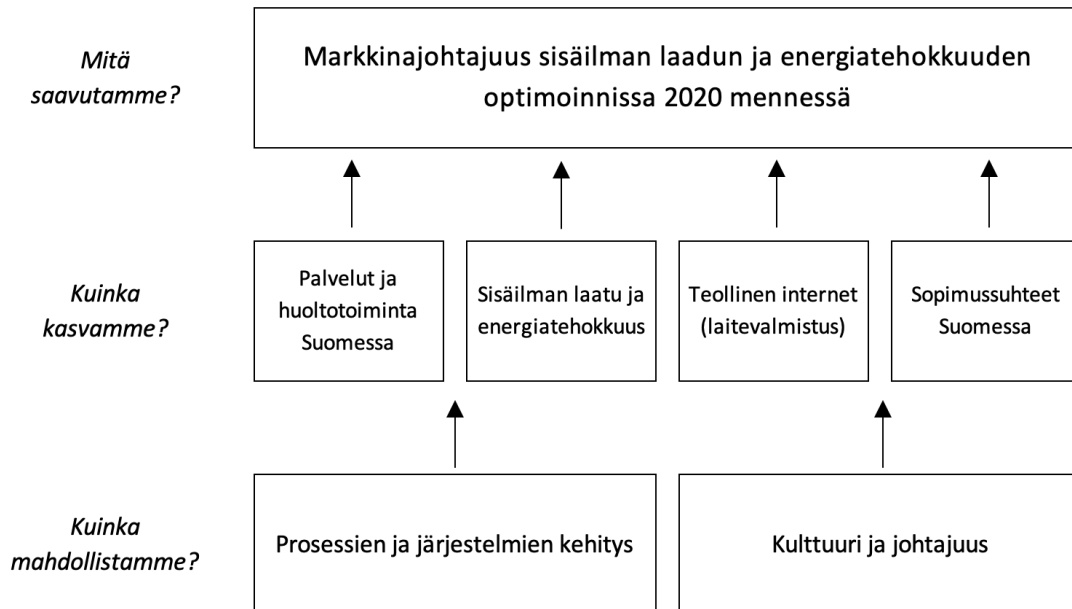 Mitä
saavutamme?
Markkinajohtajuus sisäilman laadun ja energiatehokkuuden
optimoinnissa 2020 mennessä
Kuinka
kasvamme?
Palvelut ja
huoltotoiminta
Suomessa
Sisäilman laatu ja
energiatehokkuus
Teollinen internet
(laitevalmistus)
Sopimussuhteet
Suomessa
Kuinka
mahdollistamme?
Prosessien ja järjestelmien kehitys
Kulttuuri ja johtajuus